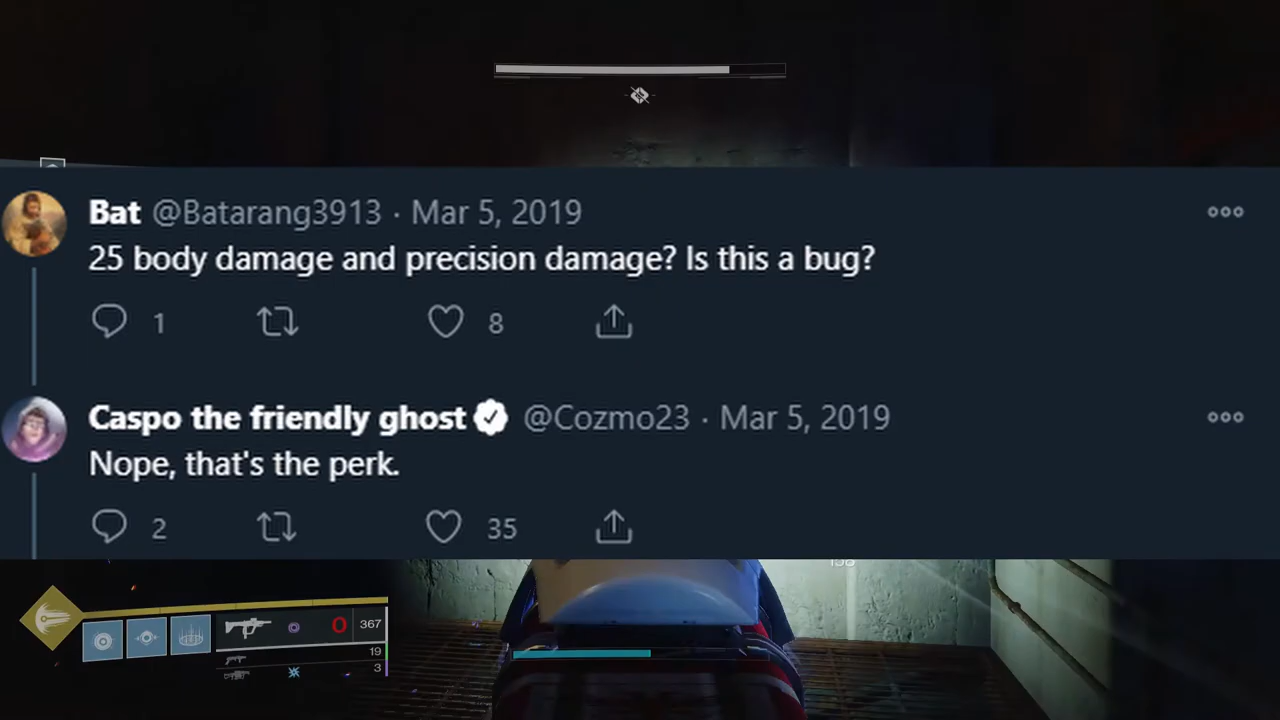 Bat @Batarang3913 · Mar 5, 2019
25 body damage and precision damage? Is this a bug?
1 8
Caspo the friendly ghost @Cozmo23 · Mar 5, 2019
Nope, that's the perk.
2 35
0 367
19
3